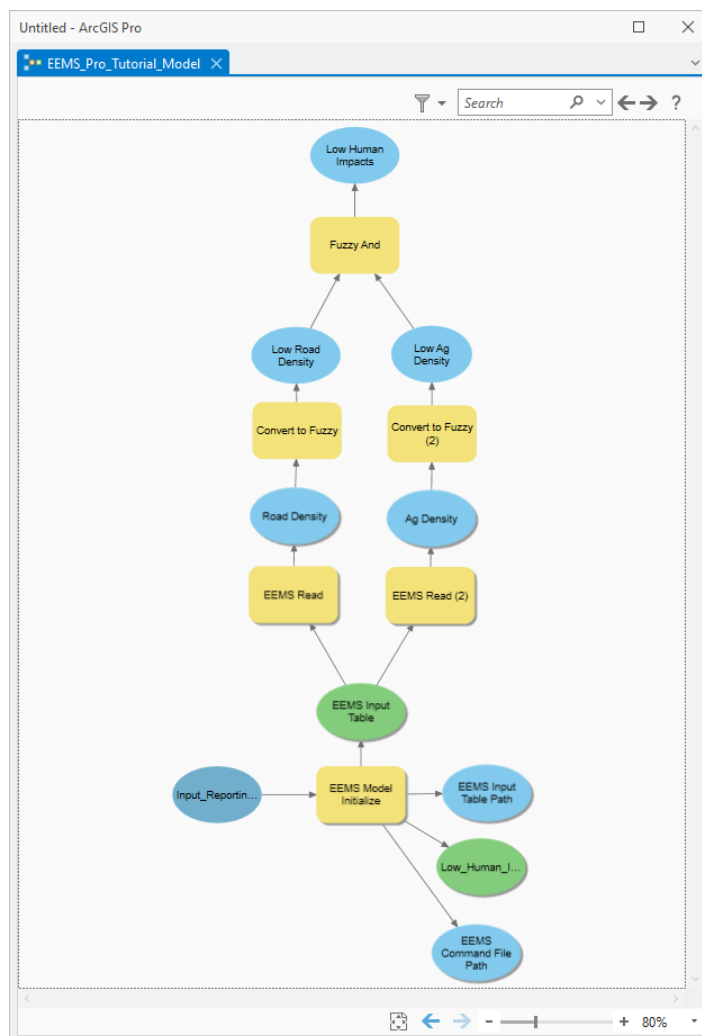 Untitled - ArcGIS Pro
EEMS_Pro_Tutorial_Model
Search
?
Low Human
Impacts
Fuzzy And
Low Road
Density
Low Ag
Density
Convert to Fuzzy
Convert to Fuzzy
(2)
Road Density
Ag Density
EEMS Read
EEMS Read (2)
EEMS Input
Table
Input_Reportin...
EEMS Model
Initialize
EEMS Input
Table Path
Low_Human_I...
EEMS
Command File
Path
- + 80%